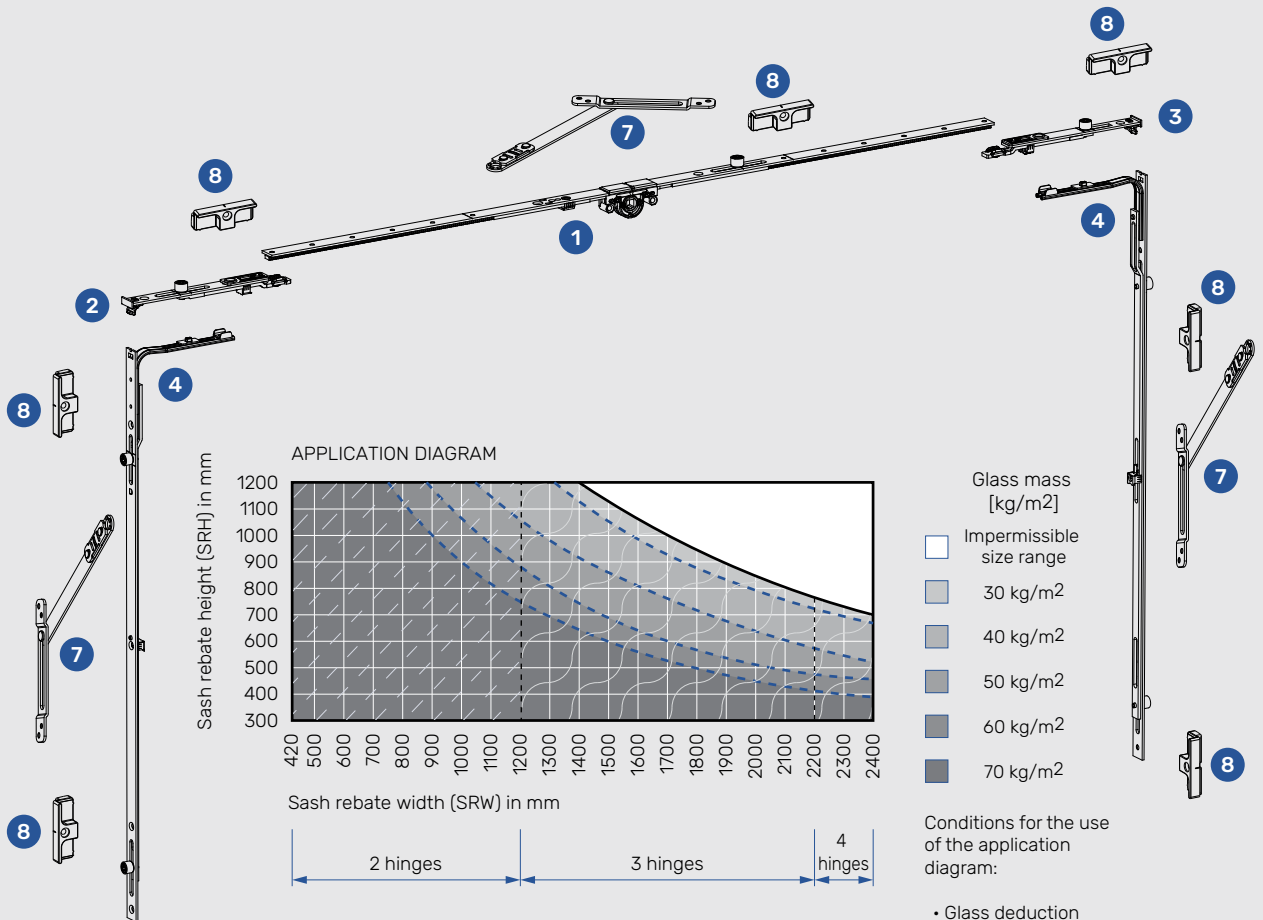 8
8
7
3
8
1
4
2
8
4
8
7
8
7
8
APPLICATION DIAGRAM
Sash rebate height (SRH) in mm
1200
1100
1000
900
800
700
600
500
400
300
420 500 600 700 800 900 1000 1100 1200 1300 1400 1500 1600 1700 1800 1900 2000 2100 2200 2300 2400
Sash rebate width (SRW) in mm
2 hinges
3 hinges
4
hinges
Glass mass
[kg/m2]
Impermissible
size range
30 kg/m2
40 kg/m2
50 kg/m2
60 kg/m2
70 kg/m2
Conditions for the use
of the application
diagram:
• Glass deduction